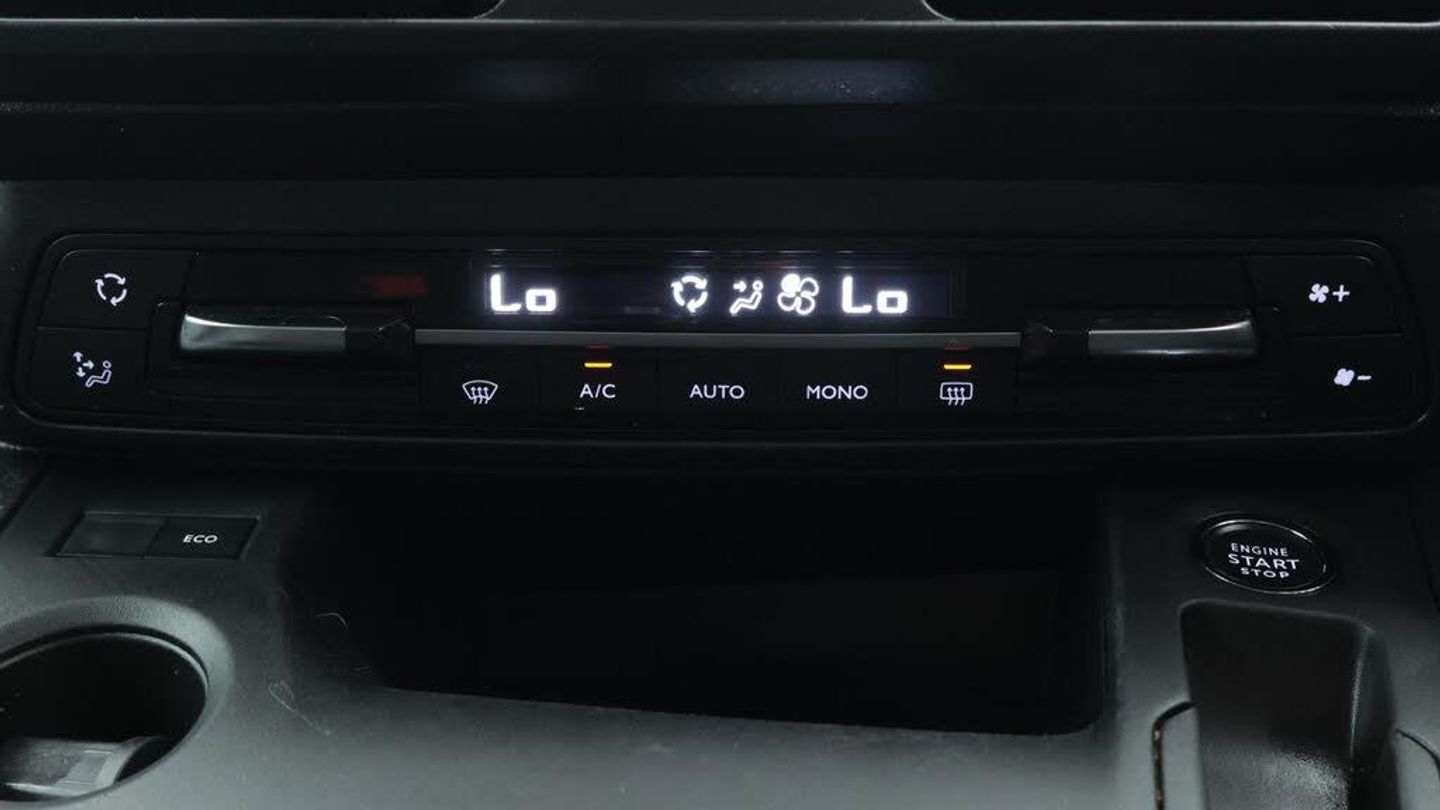 Lo Lo
A/C AUTO MONO
ECO
ENGINE
START
STOP